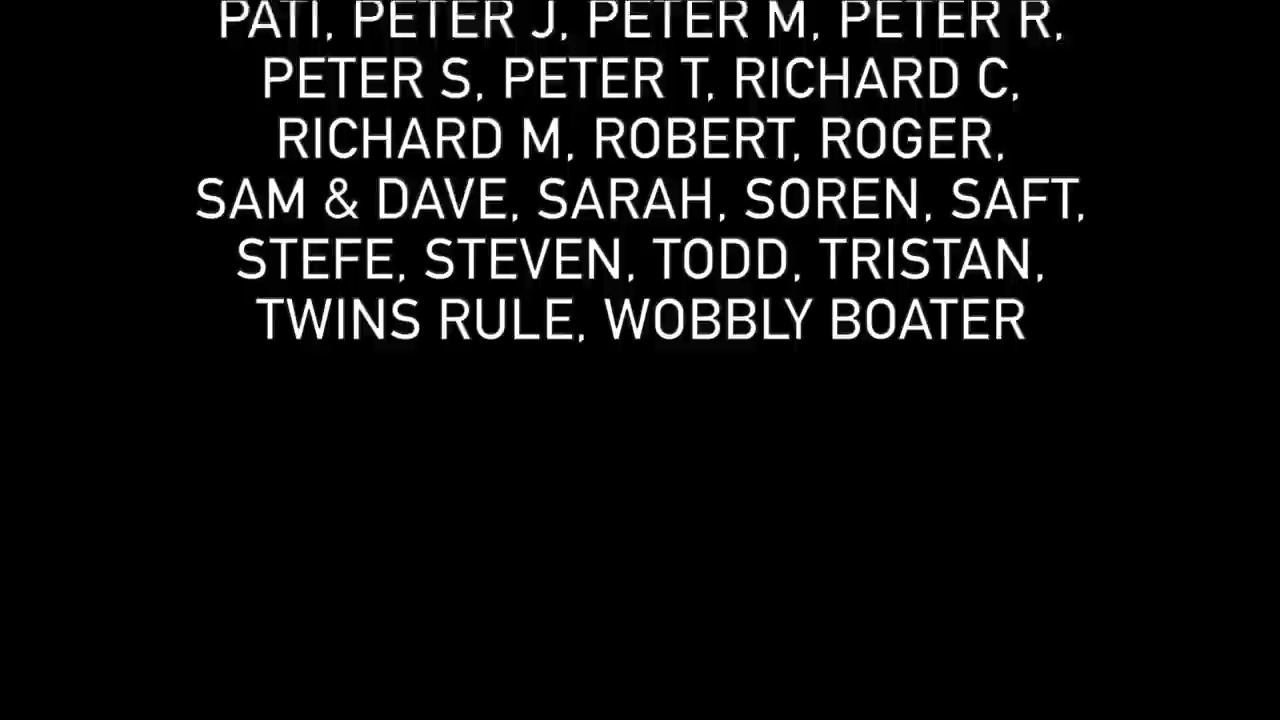 PATI, PETER J, PETER M, PETER R,
PETER S, PETER T, RICHARD C,
RICHARD M, ROBERT, ROGER,
SAM & DAVE, SARAH, SOREN, SAFT,
STEFE, STEVEN, TODD, TRISTAN,
TWINS RULE, WOBBLY BOATER